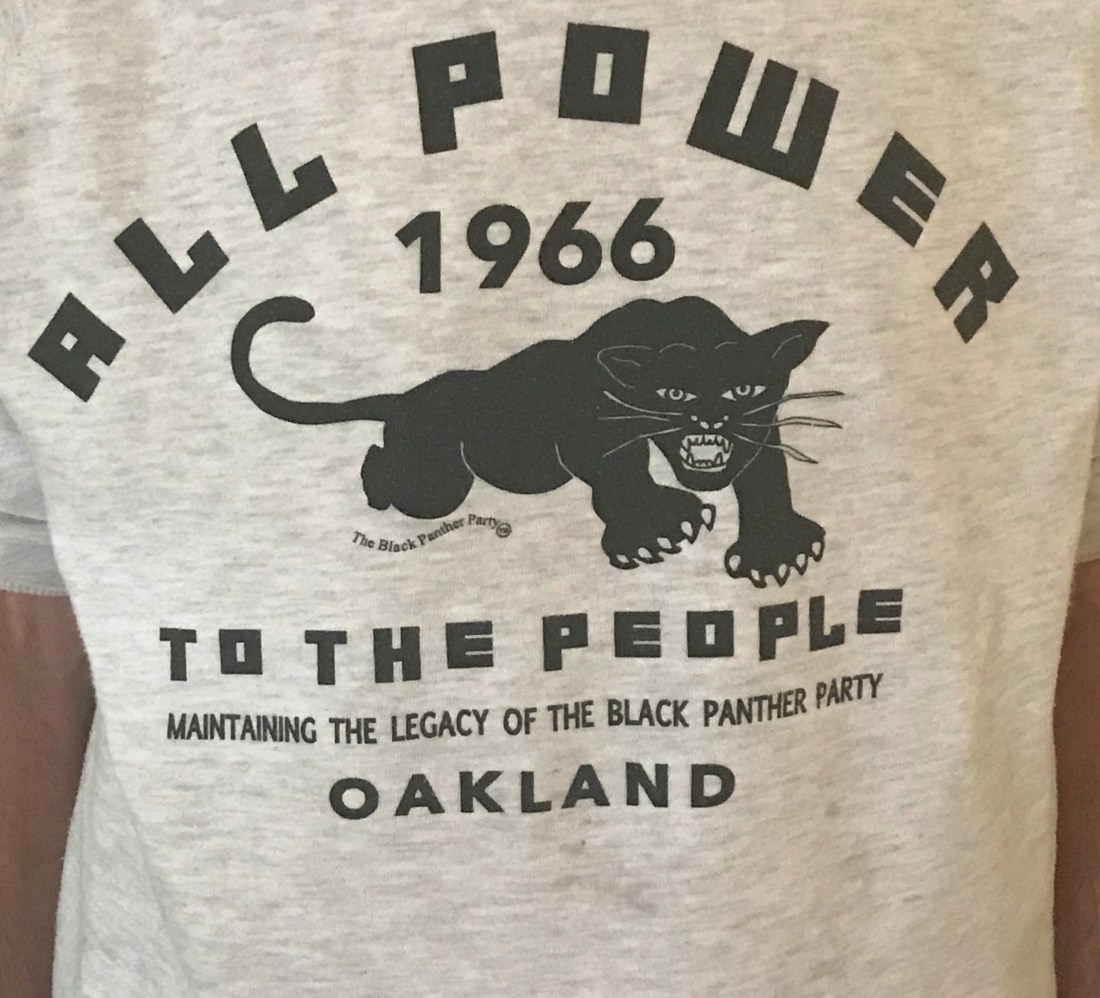 ALL POWER
1966
The Black Panther Party®
TO THE PEOPLE
MAINTAINING THE LEGACY OF THE BLACK PANTHER PARTY
OAKLAND